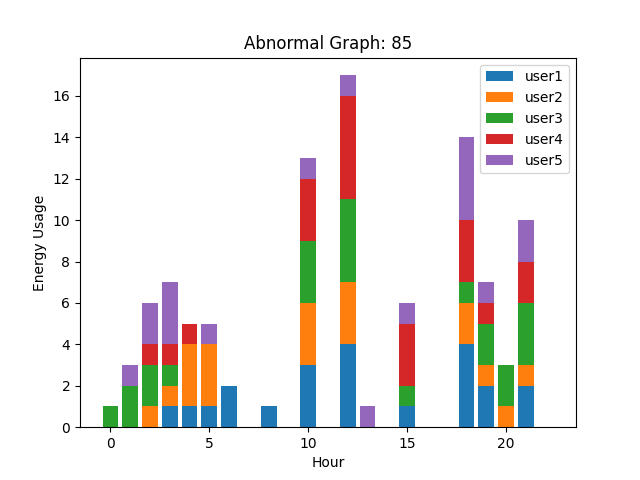 Abnormal Graph: 85
user1
user2
user3
user4
user5
Energy Usage
16
14
12
10
8
6
4
2
0
0 5 10 15 20
Hour